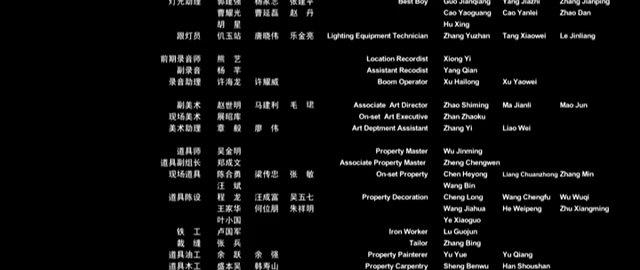 灯光助理 郭建强 杨家志 张建平 Best Boy Guo Jianqiang Yang Jiazhi Zhang Jianping
曹耀光 曹延磊 赵丹 Cao Yaoguang Cao Yanlei Zhao Dan
胡星 Hu Xing
跟灯员 仉玉站 唐晓伟 乐金亮 Lighting Equipment Technician Zhang Yuzhan Tang Xiaowei Le Jinliang
前期录音师 熊艺 Location Recordist Xiong Yi
副录音 杨芊 Assistant Recodist Yang Qian
录音助理 许海龙 许耀威 Boom Operator Xu Hailong Xu Yaowei
副美术 赵世明 马建利 毛珺 Associate Art Director Zhao Shiming Ma Jianli Mao Jun
现场美术 展昭库 On-set Art Executive Zhan Zhaoku
美术助理 章毅 廖伟 Art Deptment Assistant Zhang Yi Liao Wei
道具师 吴金明 Property Master Wu Jinming
道具副组长 郑成文 Associate Property Master Zheng Chengwen
现场道具 陈合勇 梁传忠 张敏 On-set Property Chen Heyong Liang Chuanzhong Zhang Min
汪斌 Wang Bin
道具陈设 程龙 汪成富 吴五七 Property Decoration Cheng Long Wang Chengfu Wu Wuqi
王家华 何位朋 朱祥明 Wang Jiahua He Weipeng Zhu Xiangming
叶小国 Ye Xiaoguo
铁工 卢国军 Iron Worker Lu Guojun
裁缝 张兵 Tailor Zhang Bing
道具油工 余跃 余强 Property Painterer Yu Yue Yu Qiang
道具木工 盛本吴 韩寿山 Property Carpentry Sheng Benwu Han Shoushan